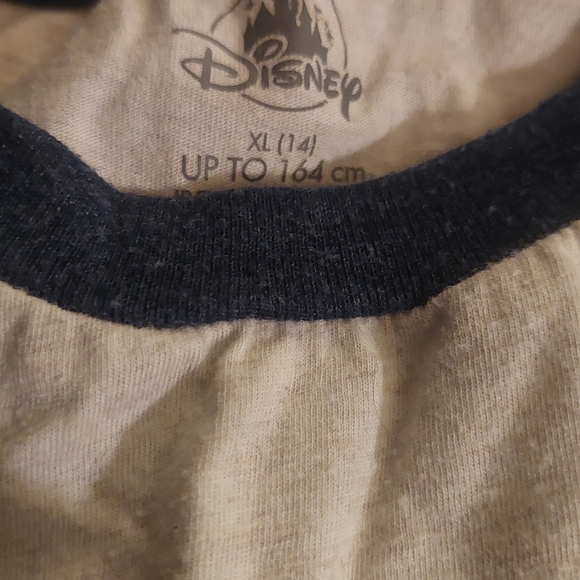 Disney
XL (14)
UP TO 164 cm